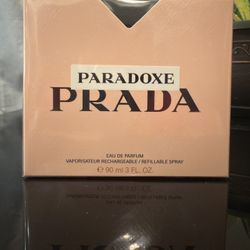 PARADOXE
PRADA
EAU DE PARFUM
VAPORISATEUR RECHARGEABLE / REFILLABLE SPRAY
℮ 90 ml 3 FL. OZ.